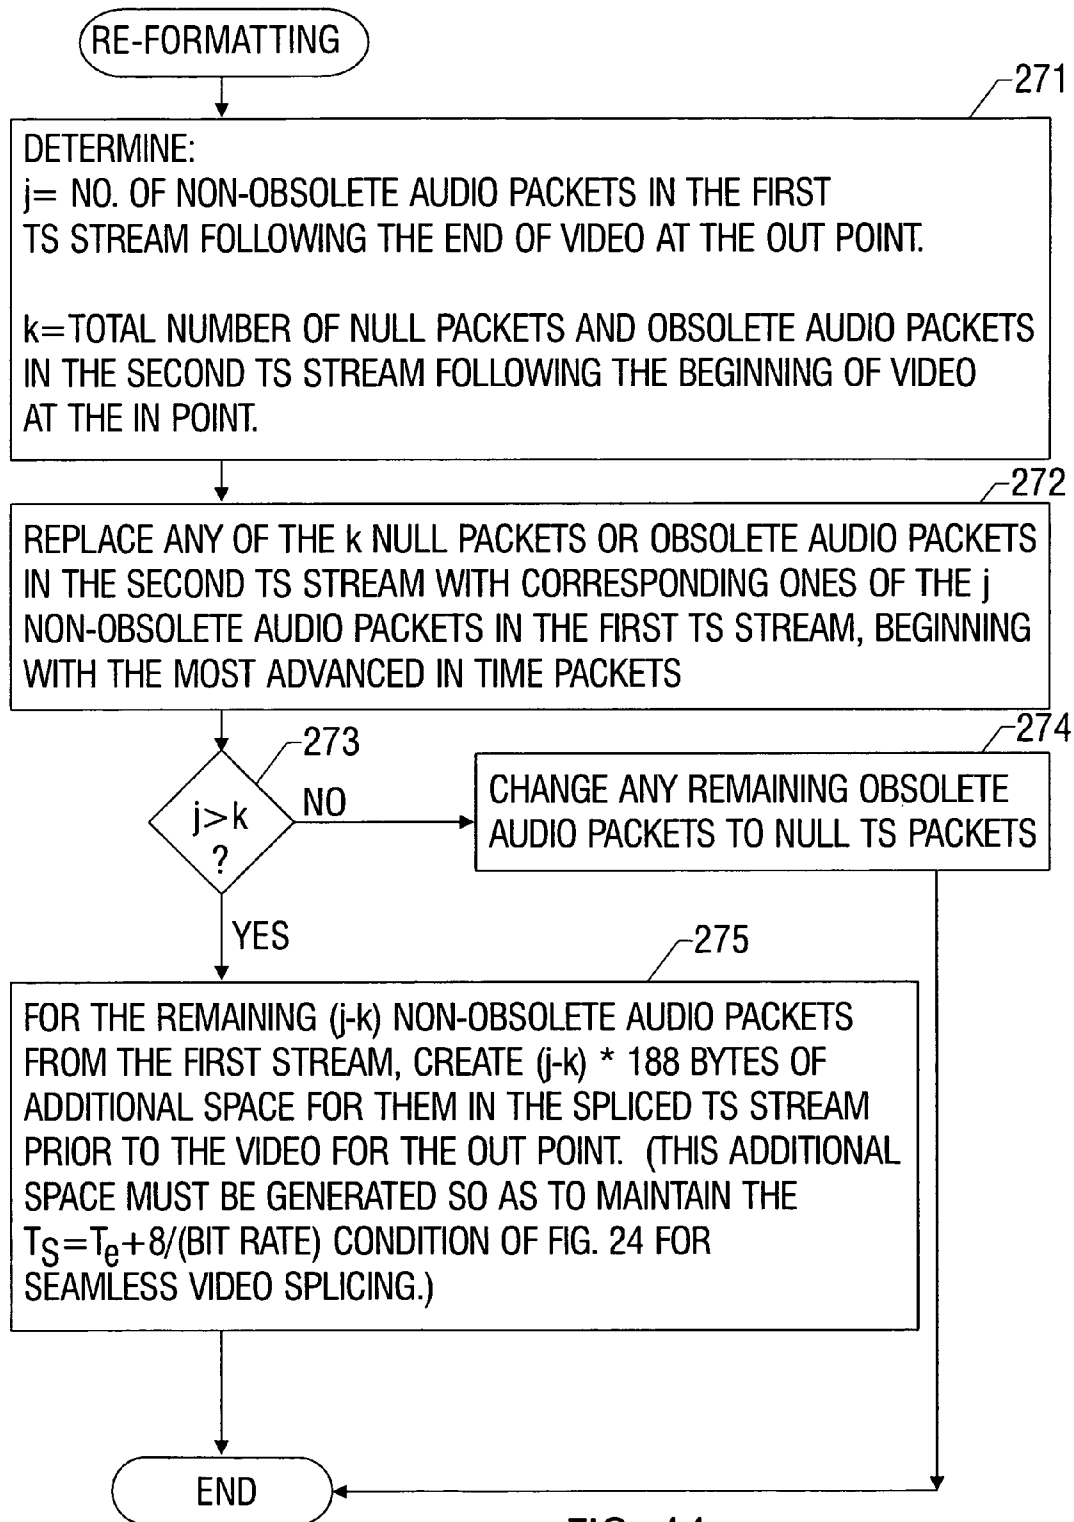 RE-FORMATTING
271
DETERMINE:
j= NO. OF NON-OBSOLETE AUDIO PACKETS IN THE FIRST
TS STREAM FOLLOWING THE END OF VIDEO AT THE OUT POINT.
k=TOTAL NUMBER OF NULL PACKETS AND OBSOLETE AUDIO PACKETS
IN THE SECOND TS STREAM FOLLOWING THE BEGINNING OF VIDEO
AT THE IN POINT.
272
REPLACE ANY OF THE k NULL PACKETS OR OBSOLETE AUDIO PACKETS
IN THE SECOND TS STREAM WITH CORRESPONDING ONES OF THE j
NON-OBSOLETE AUDIO PACKETS IN THE FIRST TS STREAM, BEGINNING
WITH THE MOST ADVANCED IN TIME PACKETS
273
j>k
?
NO
274
CHANGE ANY REMAINING OBSOLETE
AUDIO PACKETS TO NULL TS PACKETS
YES
275
FOR THE REMAINING (j-k) NON-OBSOLETE AUDIO PACKETS
FROM THE FIRST STREAM, CREATE (j-k) * 188 BYTES OF
ADDITIONAL SPACE FOR THEM IN THE SPLICED TS STREAM
PRIOR TO THE VIDEO FOR THE OUT POINT. (THIS ADDITIONAL
SPACE MUST BE GENERATED SO AS TO MAINTAIN THE
TS=Te+8/(BIT RATE) CONDITION OF FIG. 24 FOR
SEAMLESS VIDEO SPLICING.)
END